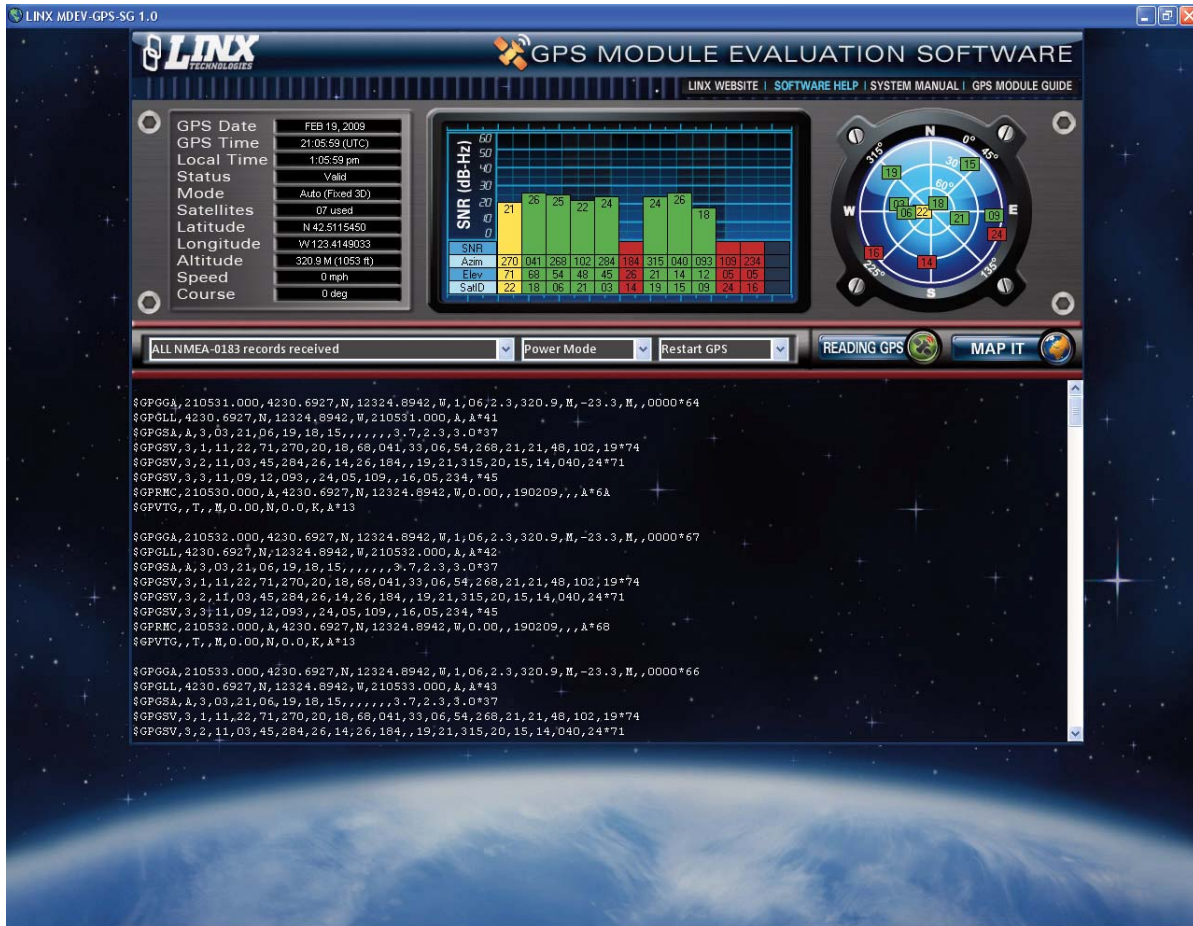 LINX MDEV-GPS-SG 1.0
LINX
TECHNOLOGIES
GPS MODULE EVALUATION SOFTWARE
LINX WEBSITE | SOFTWARE HELP | SYSTEM MANUAL | GPS MODULE GUIDE
GPS Date FEB 19, 2009
GPS Time 21:05:59 (UTC)
Local Time 1:05:59 pm
Status Valid
Mode Auto (Fixed 3D)
Satellites 07 used
Latitude N 42.5115450
Longitude W 123.4149033
Altitude 320.9 M (1053 ft)
Speed 0 mph
Course 0 deg
SNR (dB-Hz)
60
50
40
30
20
10
0
21 26 25 22 24 24 26 18
SNR
Azim 270 041 268 102 284 184 315 040 093 109 234
Elev 71 68 54 48 45 26 21 14 12 05 05
SatID 22 18 06 21 03 14 19 15 09 24 16
N 0° 45°
315°
30 15
19
60°
03 18
W 06 22 21 09 E
24
16 14
225° S 135°
ALL NMEA-0183 records received
Power Mode
Restart GPS
READING GPS
MAP IT
$GPGGA,210531.000,4230.6927,N,12324.8942,W,1,06,2.3,320.9,M,-23.3,M,,0000*64
$GPGLL,4230.6927,N,12324.8942,W,210531.000,A,A*41
$GPGSA,A,3,03,21,06,19,18,15,,,,,,,3.7,2.3,3.0*37
$GPGSV,3,1,11,22,71,270,20,18,68,041,33,06,54,268,21,21,48,102,19*74
$GPGSV,3,2,11,03,45,284,26,14,26,184,,19,21,315,20,15,14,040,24*71
$GPGSV,3,3,11,09,12,093,,24,05,109,,16,05,234,*45
$GPRMC,210530.000,A,4230.6927,N,12324.8942,W,0.00,,190209,,,A*6A
$GPVTG,,T,,M,0.00,N,0.0,K,A*13
$GPGGA,210532.000,4230.6927,N,12324.8942,W,1,06,2.3,320.9,M,-23.3,M,,0000*67
$GPGLL,4230.6927,N,12324.8942,W,210532.000,A,A*42
$GPGSA,A,3,03,21,06,19,18,15,,,,,,,3.7,2.3,3.0*37
$GPGSV,3,1,11,22,71,270,20,18,68,041,33,06,54,268,21,21,48,102,19*74
$GPGSV,3,2,11,03,45,284,26,14,26,184,,19,21,315,20,15,14,040,24*71
$GPGSV,3,3,11,09,12,093,,24,05,109,,16,05,234,*45
$GPRMC,210532.000,A,4230.6927,N,12324.8942,W,0.00,,190209,,,A*68
$GPVTG,,T,,M,0.00,N,0.0,K,A*13
$GPGGA,210533.000,4230.6927,N,12324.8942,W,1,06,2.3,320.9,M,-23.3,M,,0000*66
$GPGLL,4230.6927,N,12324.8942,W,210533.000,A,A*43
$GPGSA,A,3,03,21,06,19,18,15,,,,,,,3.7,2.3,3.0*37
$GPGSV,3,1,11,22,71,270,20,18,68,041,33,06,54,268,21,21,48,102,19*74
$GPGSV,3,2,11,03,45,284,26,14,26,184,,19,21,315,20,15,14,040,24*71